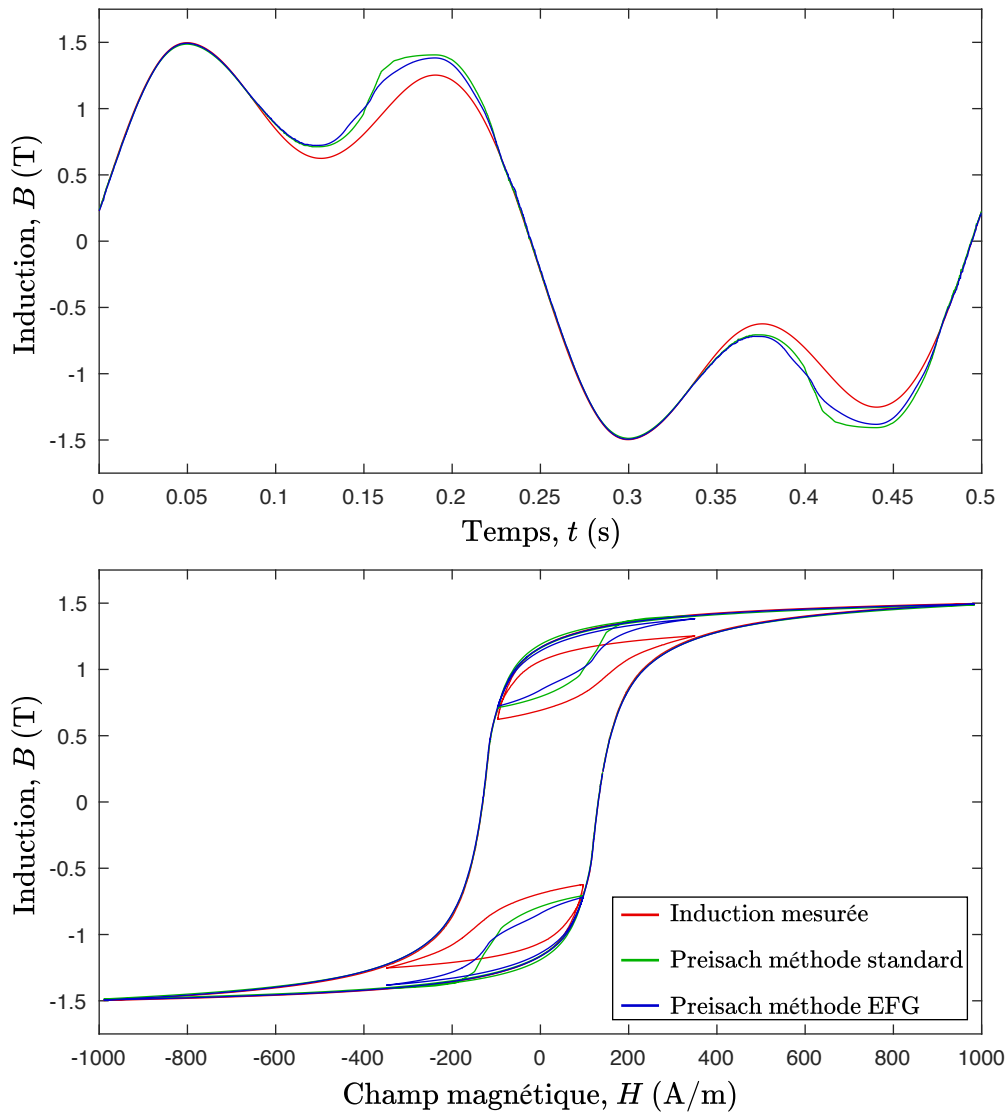 1.5
1
0.5
0
-0.5
-1
-1.5
Induction, B (T)
0 0.05 0.1 0.15 0.2 0.25 0.3 0.35 0.4 0.45 0.5
Temps, t (s)
1.5
1
0.5
0
-0.5
-1
-1.5
Induction, B (T)
Induction mesurée
Preisach méthode standard
Preisach méthode EFG
-1000 -800 -600 -400 -200 0 200 400 600 800 1000
Champ magnétique, H (A/m)